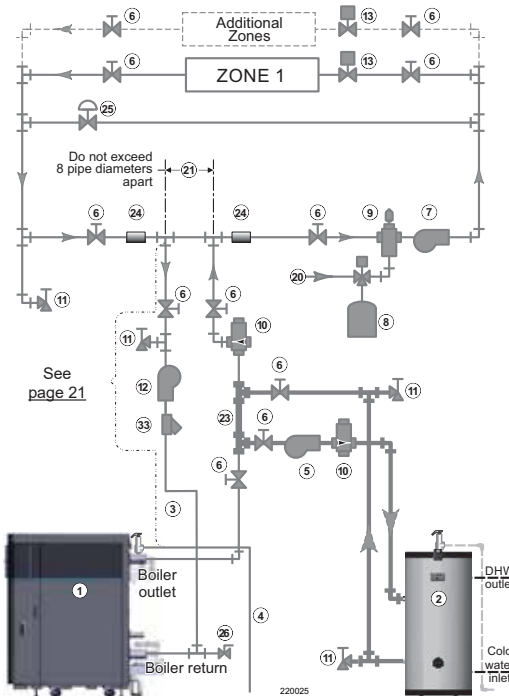 6
Additional
Zones
13
6
6
ZONE 1
13
6
25
Do not exceed
8 pipe diameters
apart
21
6
24
24
6
9
7
20
8
11
6
6
11
10
See
page 21
12
6
11
23
6
33
5
10
6
3
1
Boiler
outlet
4
2
DHW
outle
26
Boiler return
11
Cold
wate
inlet
220025